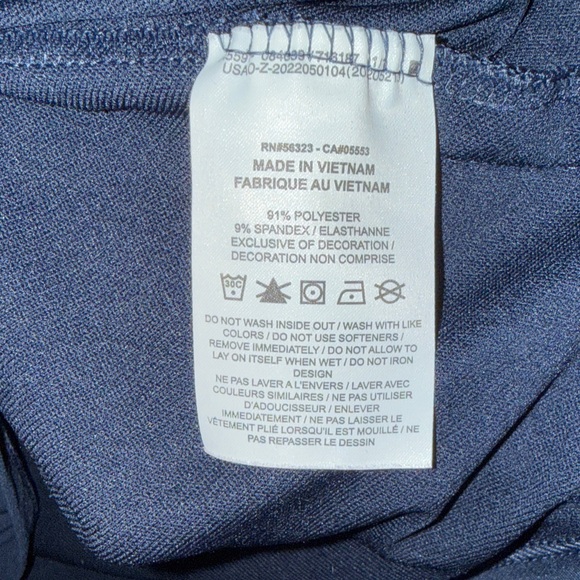 USAO-Z-2022050104
RN#56323 - CA#05553
MADE IN VIETNAM
FABRIQUE AU VIETNAM
91% POLYESTER
9% SPANDEX / ELASTHANNE
EXCLUSIVE OF DECORATION /
DECORATION NON COMPRISE
30C
DO NOT WASH INSIDE OUT / WASH WITH LIKE
COLORS / DO NOT USE SOFTENERS /
REMOVE IMMEDIATELY / DO NOT ALLOW TO
LAY ON ITSELF WHEN WET / DO NOT IRON
DESIGN
NE PAS LAVER A L'ENVERS / LAVER AVEC
COULEURS SIMILAIRES / NE PAS UTILISER
D'ADOUCISSEUR / ENLEVER
IMMEDIATEMENT / NE PAS LAISSER LE
VÊTEMENT PLIÉ LORSQU'IL EST MOUILLÉ / NE
PAS REPASSER LE DESSIN